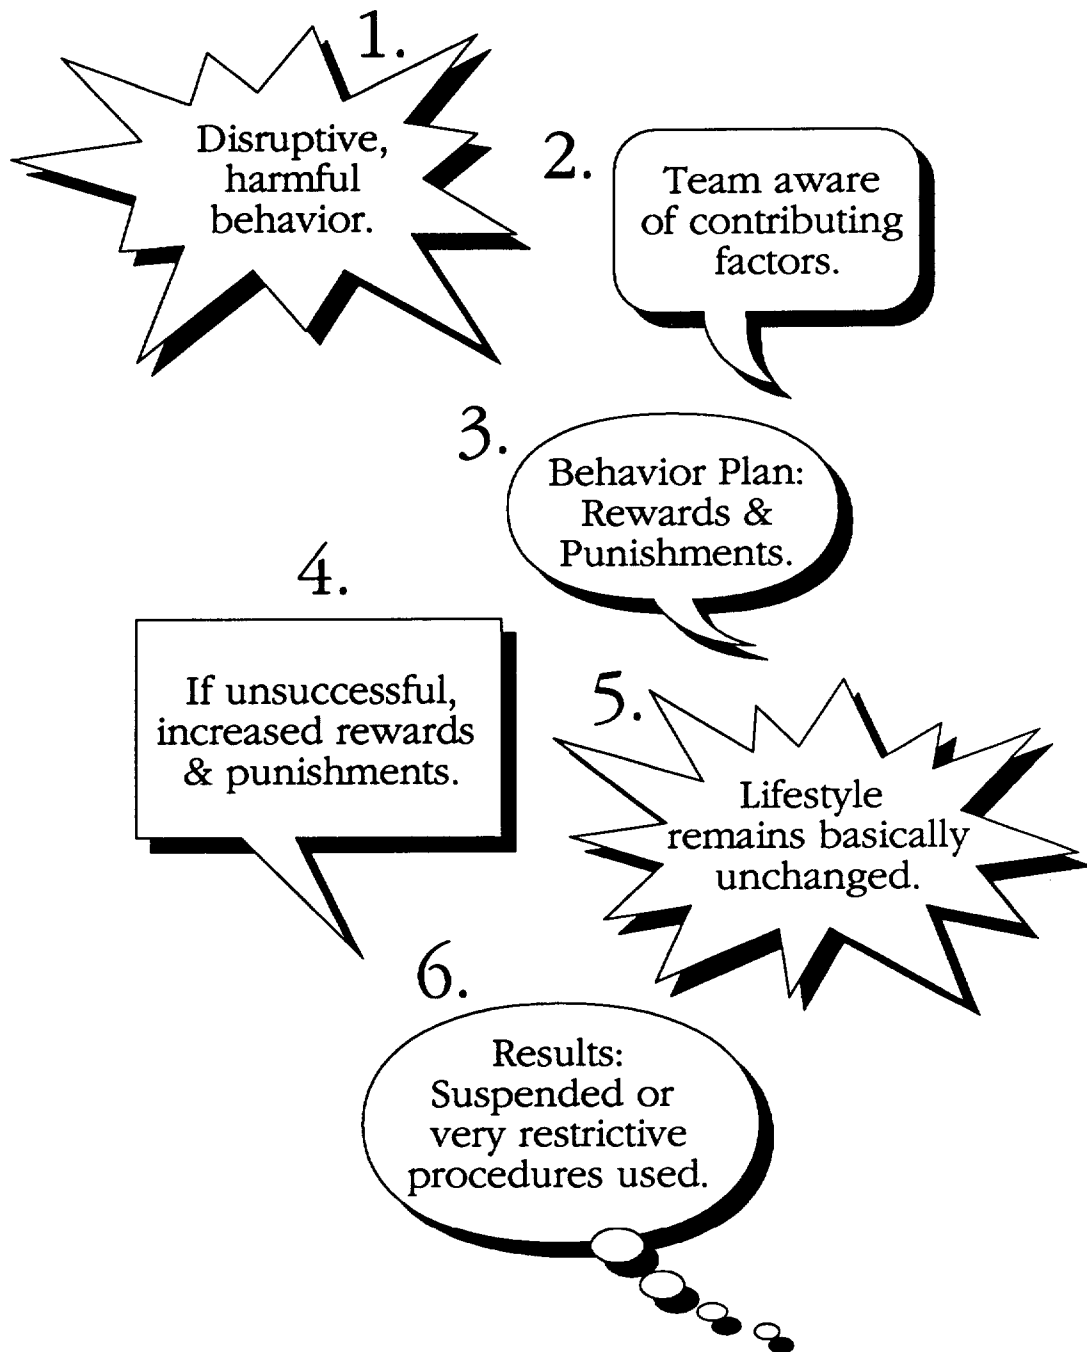 1.
Disruptive,
harmful
behavior.
2.
Team aware
of contributing
factors.
3.
Behavior Plan:
Rewards &
Punishments.
4.
If unsuccessful,
increased rewards
& punishments.
5.
Lifestyle
remains basically
unchanged.
6.
Results:
Suspended or
very restrictive
procedures used.